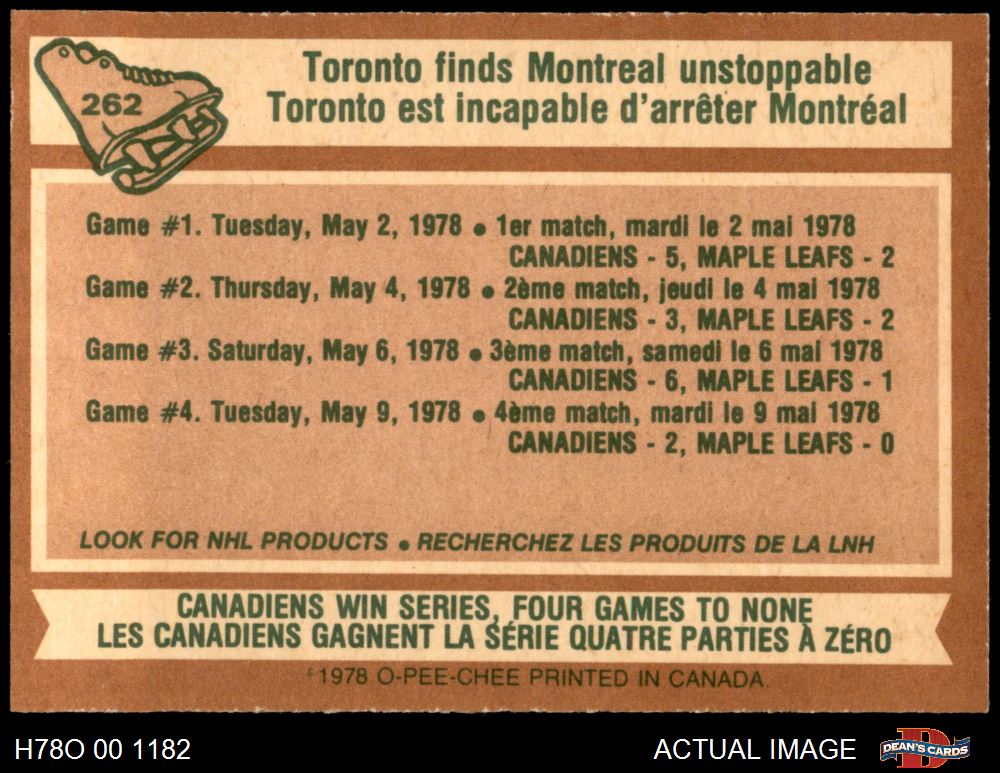 262
Toronto finds Montreal unstoppable
Toronto est incapable d'arrêter Montréal
Game #1. Tuesday, May 2, 1978 • 1er match, mardi le 2 mai 1978
CANADIENS - 5, MAPLE LEAFS - 2
Game #2. Thursday, May 4, 1978 • 2ème match, jeudi le 4 mai 1978
CANADIENS - 3, MAPLE LEAFS - 2
Game #3. Saturday, May 6, 1978 • 3ème match, samedi le 6 mai 1978
CANADIENS - 6, MAPLE LEAFS - 1
Game #4. Tuesday, May 9, 1978 • 4ème match, mardi le 9 mai 1978
CANADIENS - 2, MAPLE LEAFS - 0
LOOK FOR NHL PRODUCTS • RECHERCHEZ LES PRODUITS DE LA LNH
CANADIENS WIN SERIES, FOUR GAMES TO NONE
LES CANADIENS GAGNENT LA SÉRIE QUATRE PARTIES À ZÉRO
© 1978 O-PEE-CHEE PRINTED IN CANADA.
H78O 00 1182
ACTUAL IMAGE
D
DEAN'S CARDS